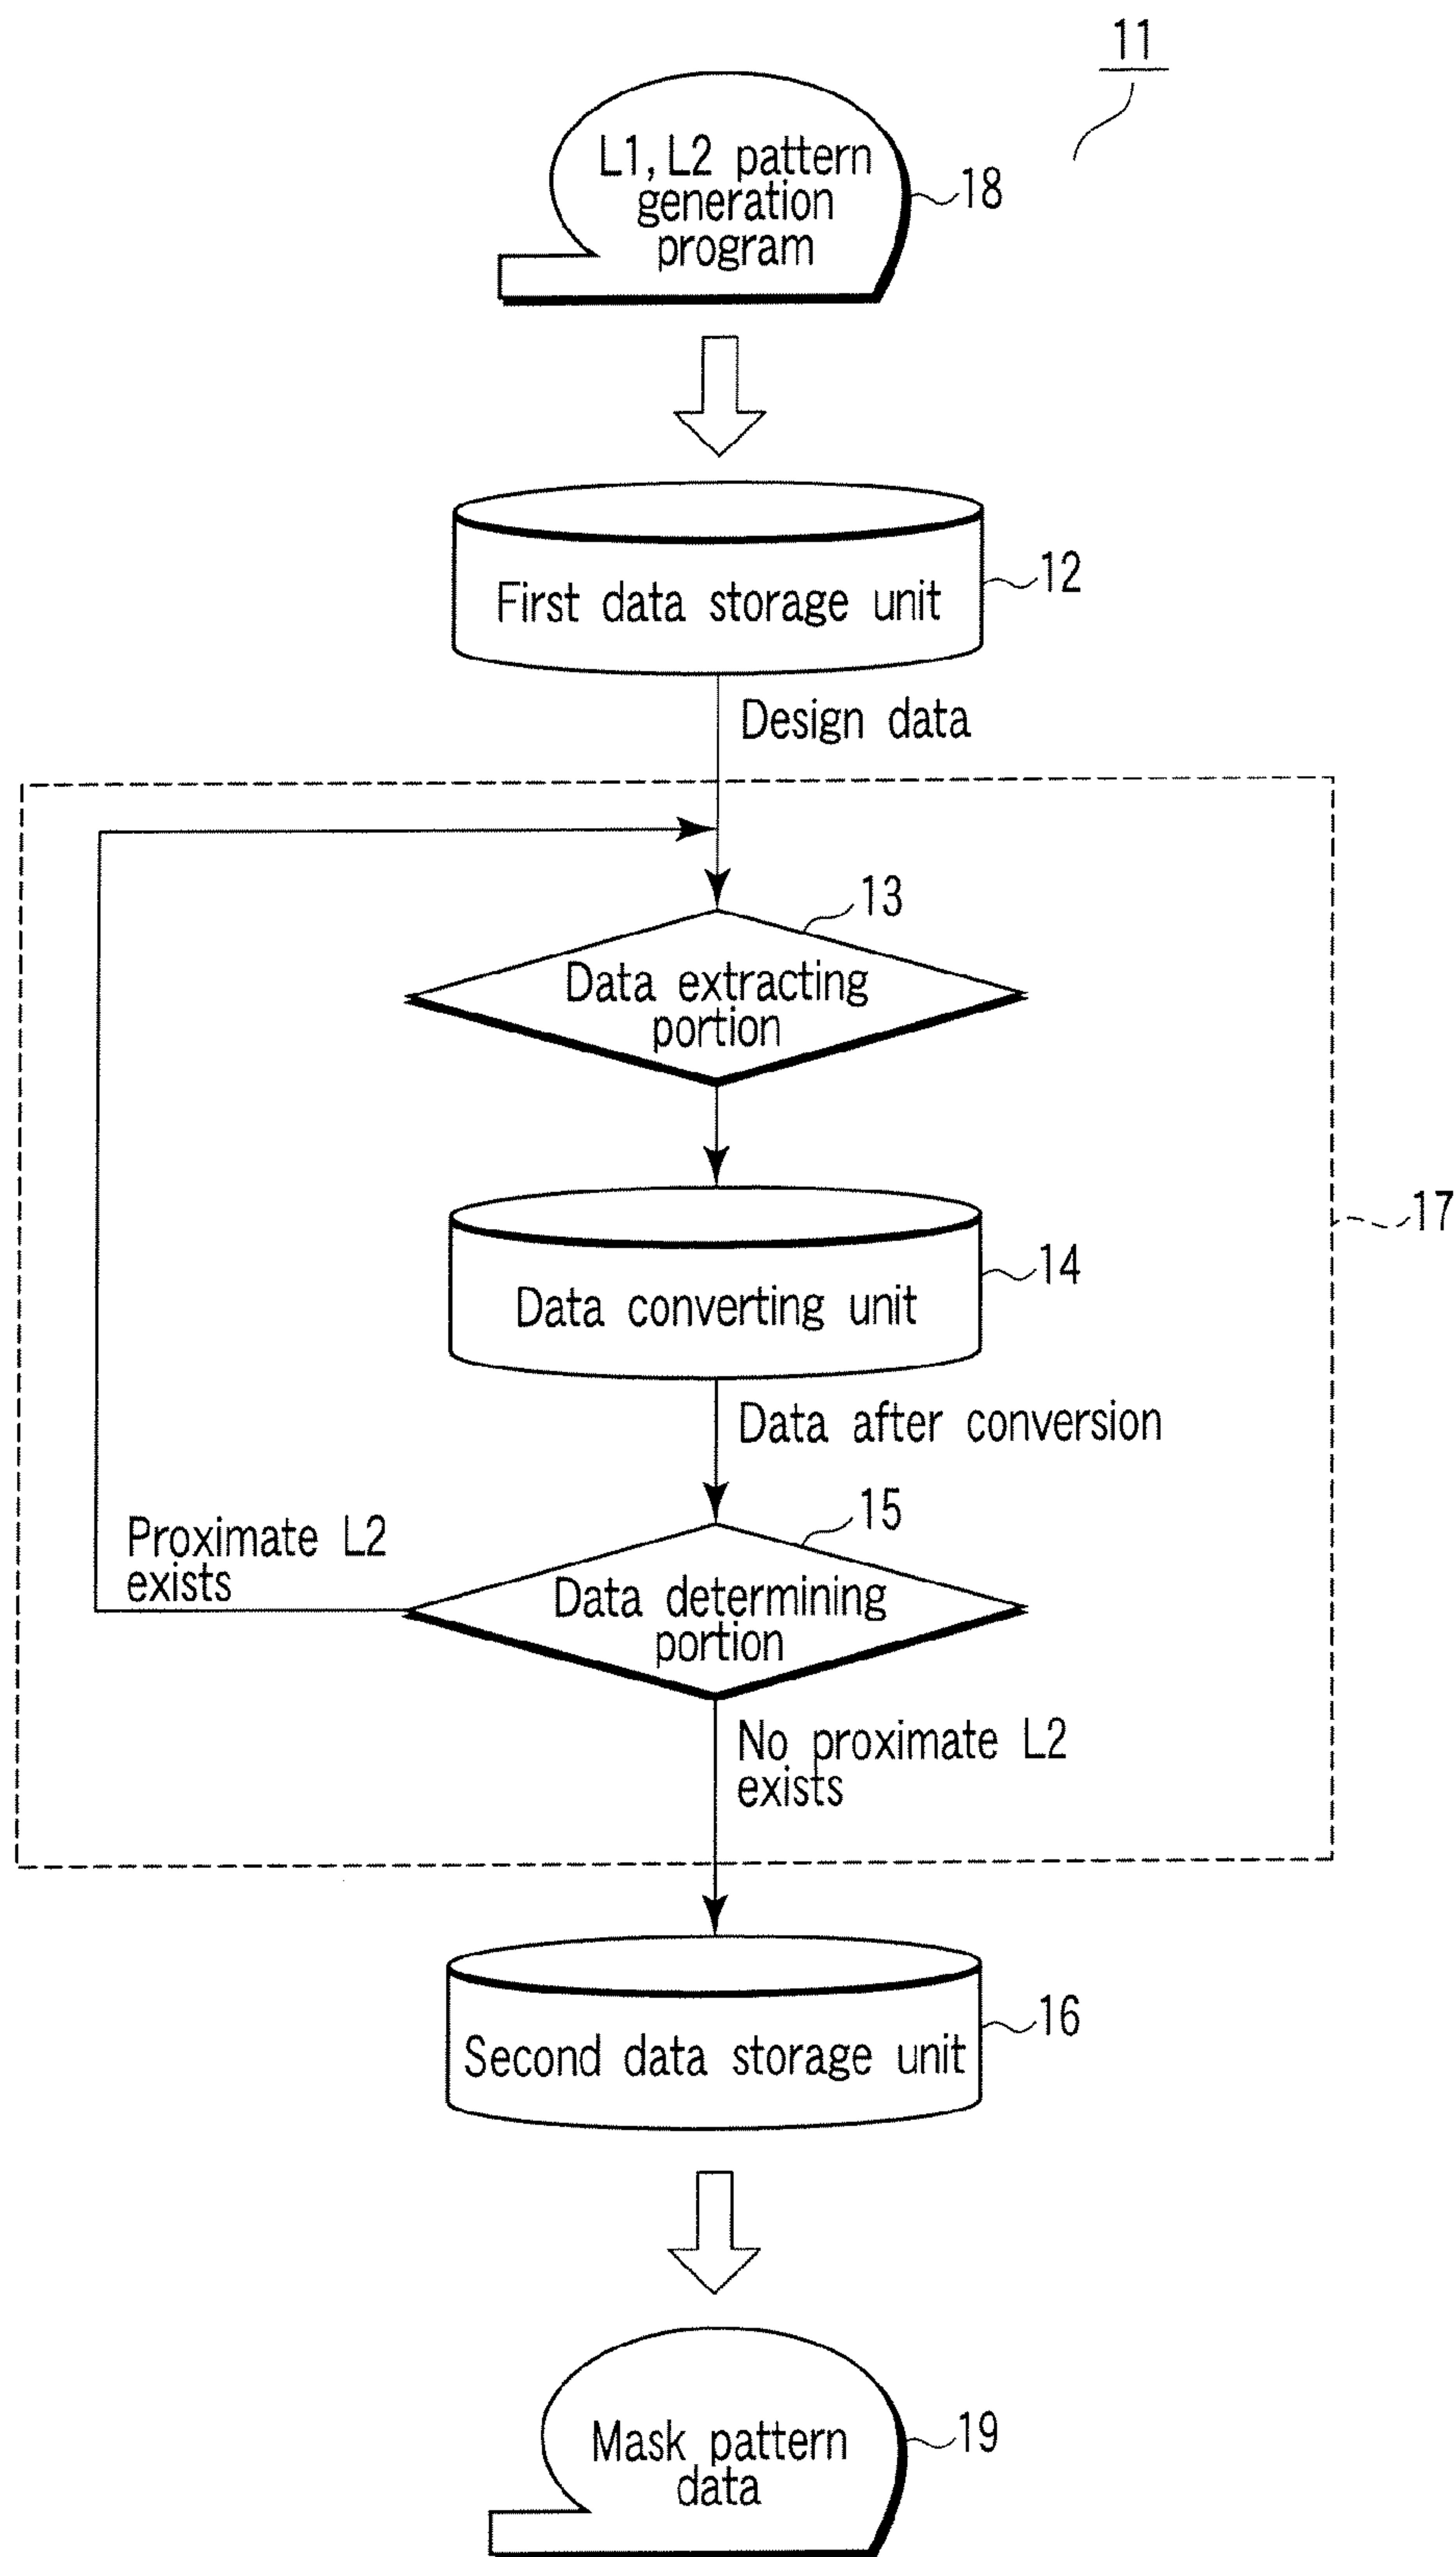 11
L1, L2 pattern
generation
program
18
First data storage unit
12
Design data
13
Data extracting
portion
17
14
Data converting unit
Data after conversion
15
Proximate L2
exists
Data determining
portion
No proximate L2
exists
16
Second data storage unit
Mask pattern
data
19